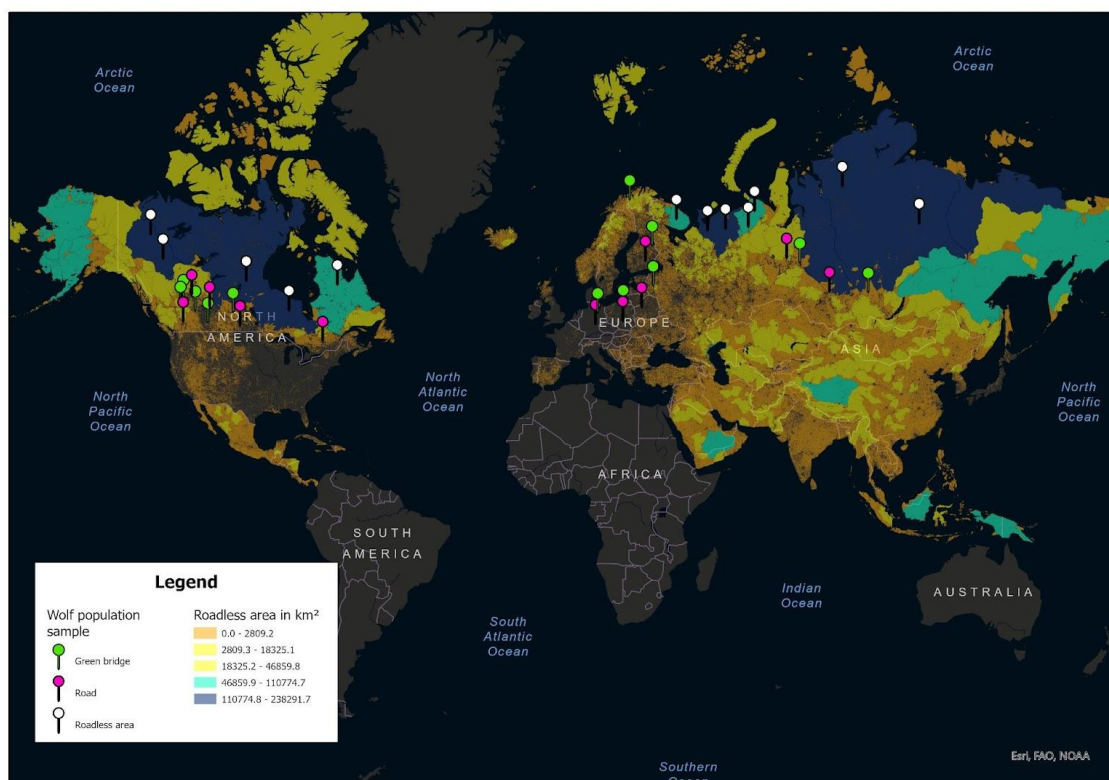 Arctic
Ocean
Arctic
Ocean
NORTH
AMERICA
EUROPE
ASIA
North
Atlantic
Ocean
North
Pacific
Ocean
North
Pacific
Ocean
AFRICA
SOUTH
AMERICA
Indian
Ocean
AUSTRALIA
South
Atlantic
Ocean
Southern
Legend
Wolf population
sample
Green bridge
Road
Roadless area
Roadless area in km²
0.0 - 2809.2
2809.3 - 18325.1
18325.2 - 46859.8
46859.9 - 110774.7
110774.8 - 238291.7
Esri, FAO, NOAA